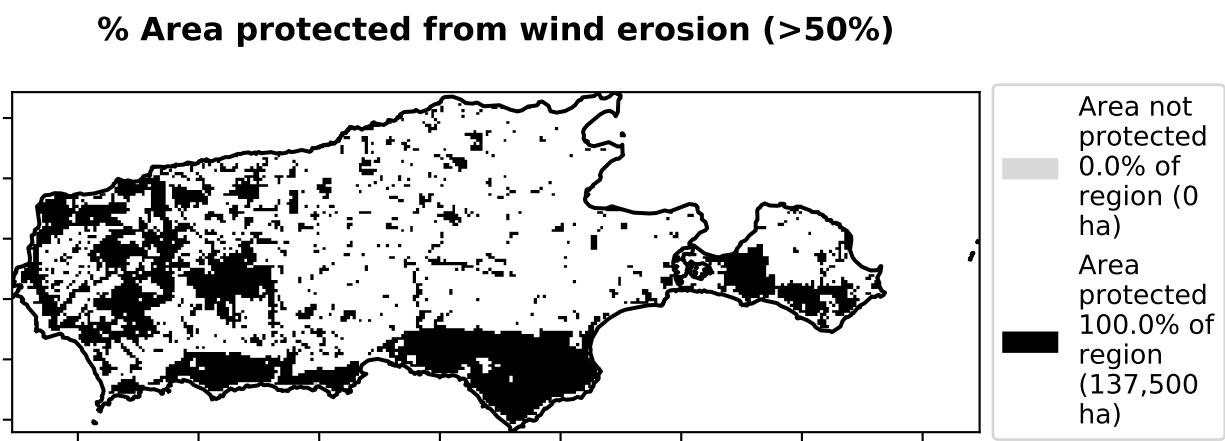 % Area protected from wind erosion (>50%)
Area not
protected
0.0% of
region (0
ha)
Area
protected
100.0% of
region
(137,500
ha)